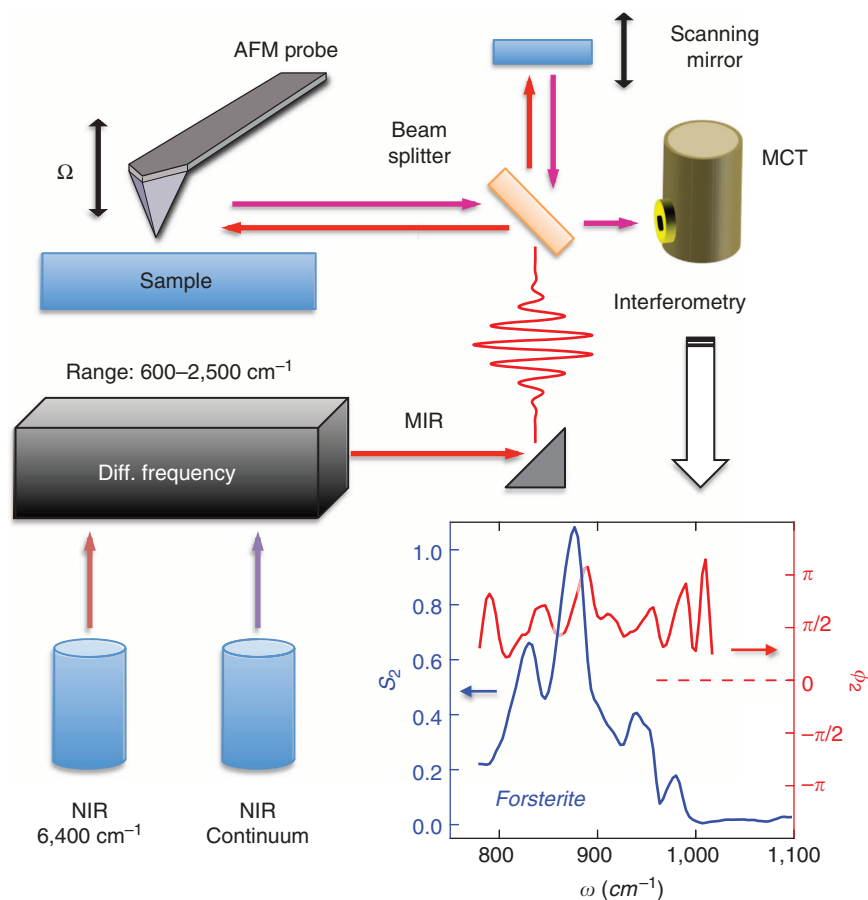 AFM probe
Scanning
mirror
Beam
splitter
MCT
Ω
Sample
Interferometry
Range: 600–2,500 cm⁻¹
MIR
Diff. frequency
NIR
6,400 cm⁻¹
NIR
Continuum
1.0
0.8
0.6
0.4
0.2
0.0
S₂
π
π/2
0
−π/2
−π
ϕ₂
Forsterite
800
900
1,000
1,100
ω (cm⁻¹)